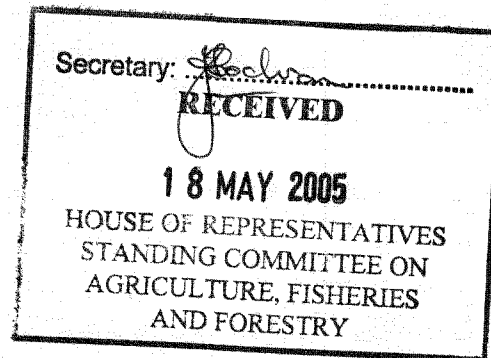 Secretary: ....................................
RECEIVED
18 MAY 2005
HOUSE OF REPRESENTATIVES
STANDING COMMITTEE ON
AGRICULTURE, FISHERIES
AND FORESTRY